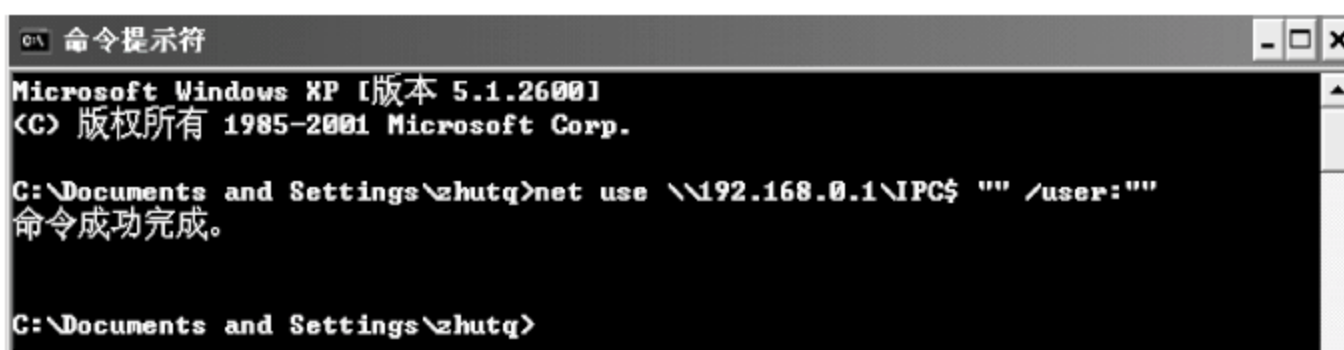 命令提示符
Microsoft Windows XP [版本 5.1.2600]
(C) 版权所有 1985-2001 Microsoft Corp.
C:\Documents and Settings\zhutq>net use \\192.168.0.1\IPC$ "" /user:""
命令成功完成。
C:\Documents and Settings\zhutq>